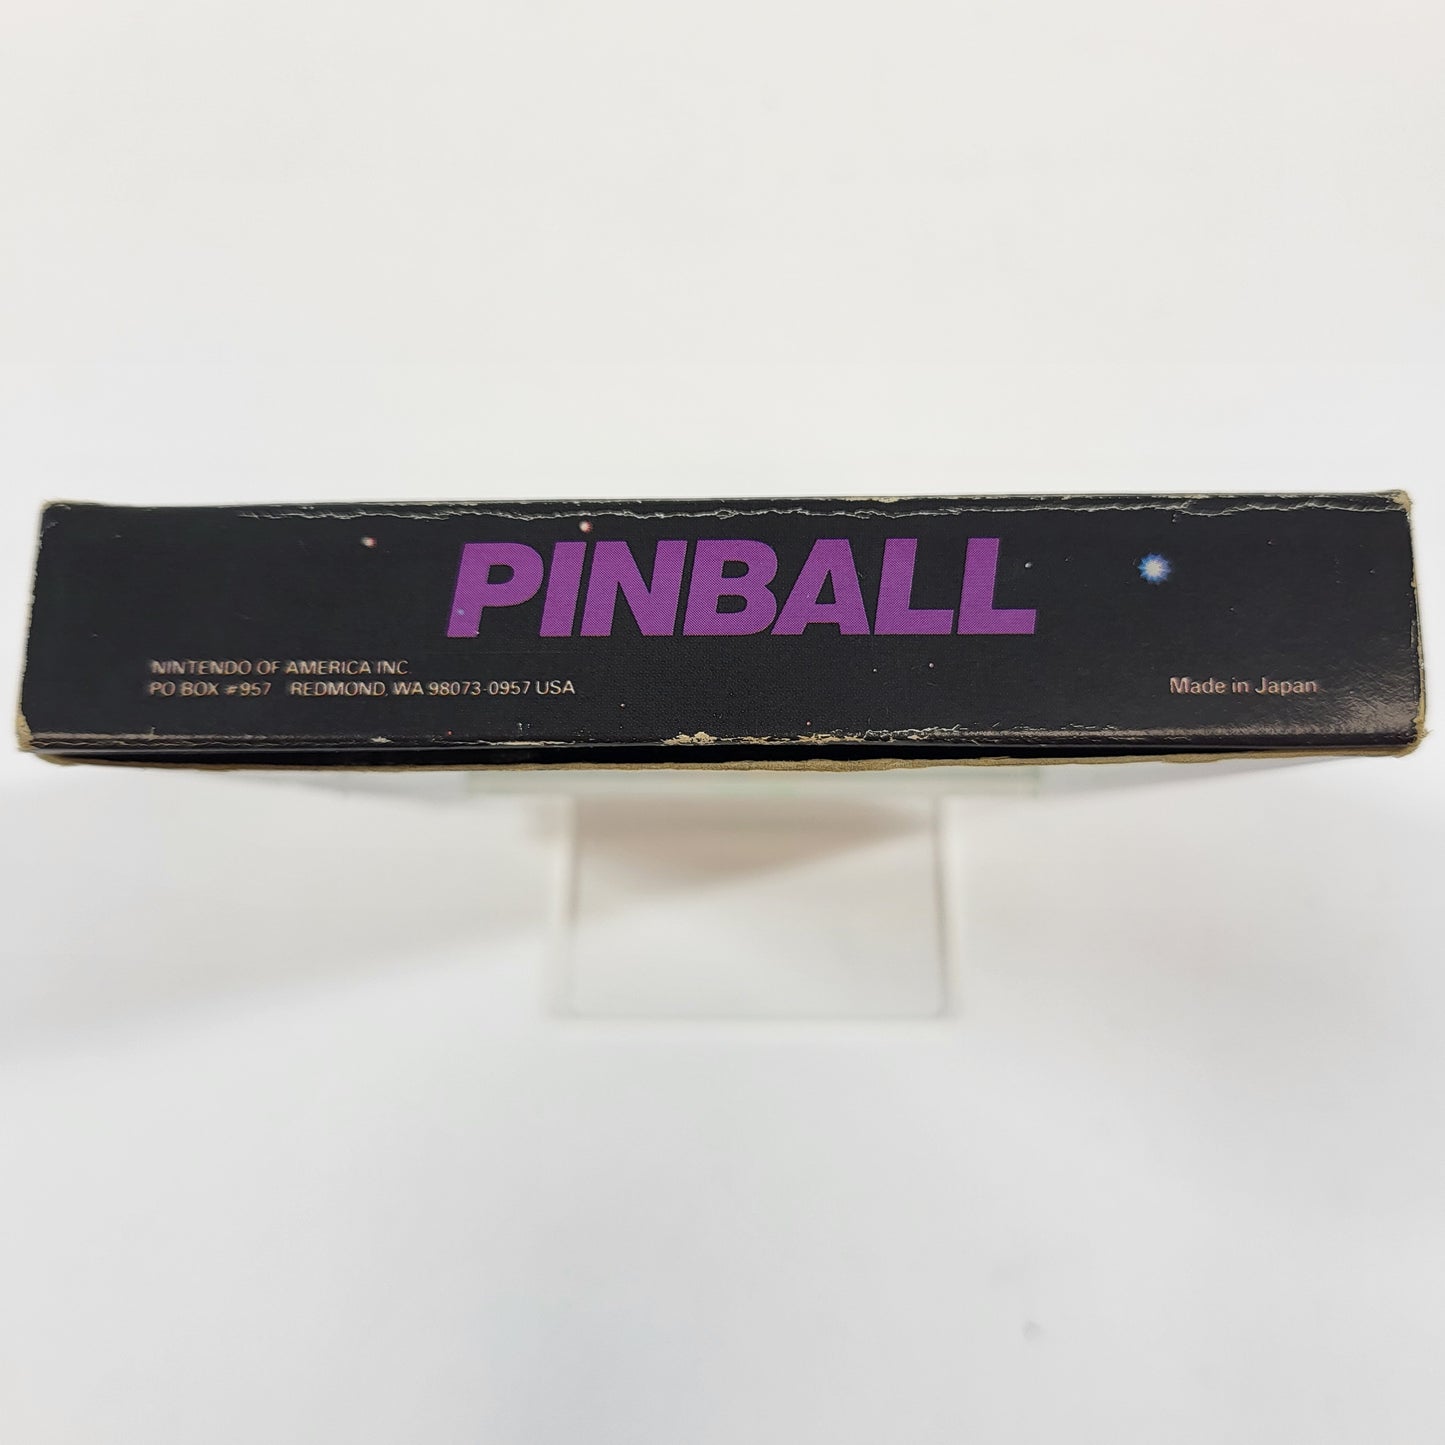 PINBALL
NINTENDO OF AMERICA INC.
PO BOX #957 REDMOND, WA 98073-0957 USA
Made in Japan